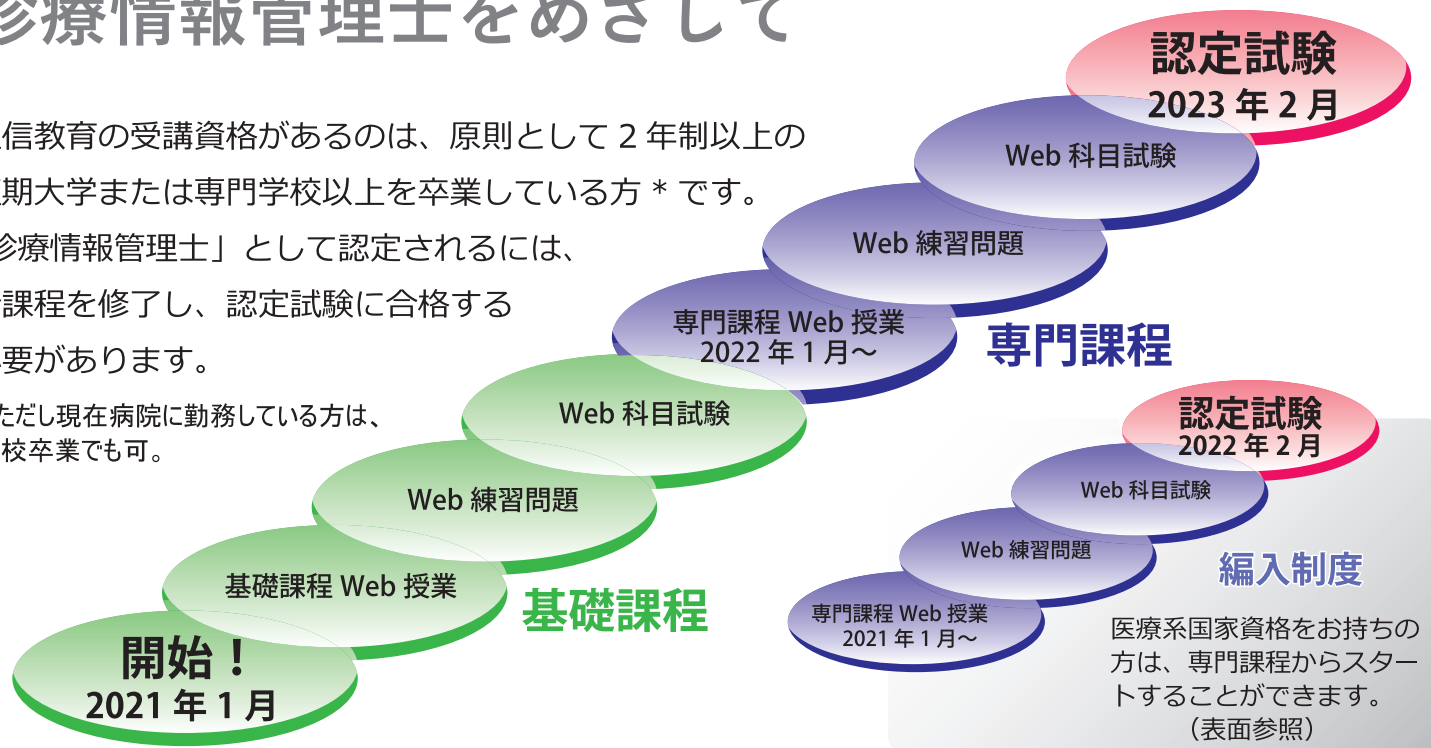 診療情報管理士をめざして
信教育の受講資格があるのは、原則として 2 年制以上の
期大学または専門学校以上を卒業している方 * です。
診療情報管理士」として認定されるには、
課程を修了し、認定試験に合格する
要があります。
ただし現在病院に勤務している方は、
校卒業でも可。
認定試験
2023 年 2 月
Web 科目試験
Web 練習問題
専門課程 Web 授業
2022 年 1 月~
専門課程
Web 科目試験
Web 練習問題
基礎課程 Web 授業
基礎課程
開始！
2021 年 1 月
認定試験
2022 年 2 月
Web 科目試験
Web 練習問題
専門課程 Web 授業
2021 年 1 月~
編入制度
医療系国家資格をお持ちの
方は、専門課程からスター
トすることができます。
（表面参照）